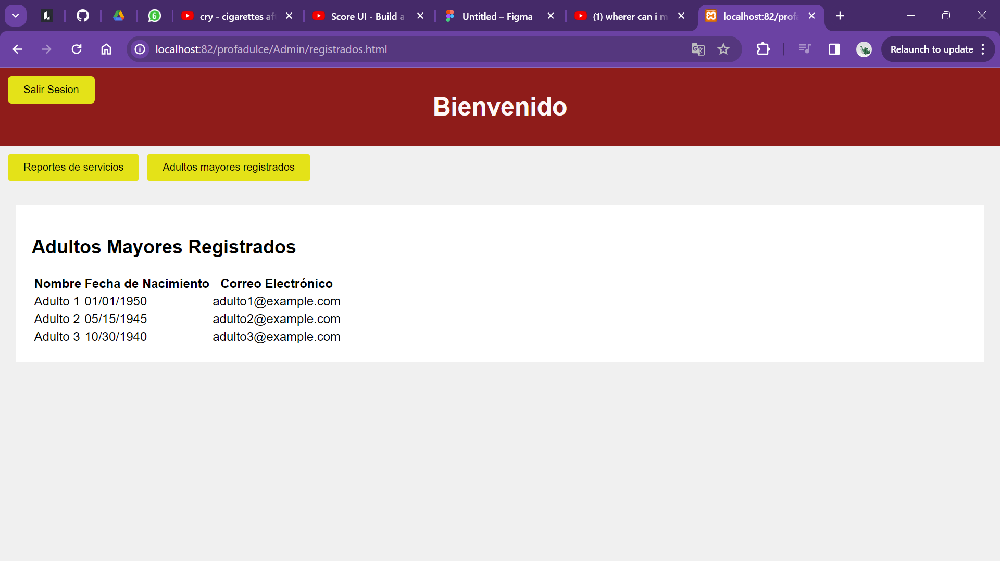 6
cry - cigarettes af
Score UI - Build a
Untitled – Figma
(1) wherer can i m
localhost:82/profa
localhost:82/profadulce/Admin/registrados.html
Relaunch to update
Salir Sesion
Bienvenido
Reportes de servicios
Adultos mayores registrados
Adultos Mayores Registrados
Nombre Fecha de Nacimiento Correo Electrónico
Adulto 1 01/01/1950 adulto1@example.com
Adulto 2 05/15/1945 adulto2@example.com
Adulto 3 10/30/1940 adulto3@example.com